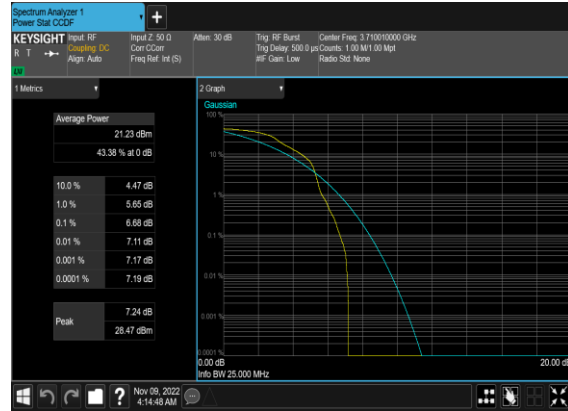 Spectrum Analyzer 1
Power Stat CCDF
+
KEYSIGHT
R T
LXI
Input: RF
Coupling: DC
Align: Auto
Input Z: 50 Ω
Corr CCorr
Freq Ref: Int (S)
Atten: 30 dB
Trig: RF Burst
Trig Delay: 500.0 µs
#IF Gain: Low
Center Freq: 3.710010000 GHz
Counts: 1.00 M/1.00 Mpt
Radio Std: None
1 Metrics
Average Power
21.23 dBm
43.38 % at 0 dB
10.0 % 4.47 dB
1.0 % 5.65 dB
0.1 % 6.68 dB
0.01 % 7.11 dB
0.001 % 7.17 dB
0.0001 % 7.19 dB
Peak
7.24 dB
28.47 dBm
2 Graph
Gaussian
100 %
10 %
1 %
0.1 %
0.01 %
0.001 %
0.0001 %
0.00 dB
20.00 dB
Info BW 25.000 MHz
?
Nov 09, 2022
4:14:48 AM